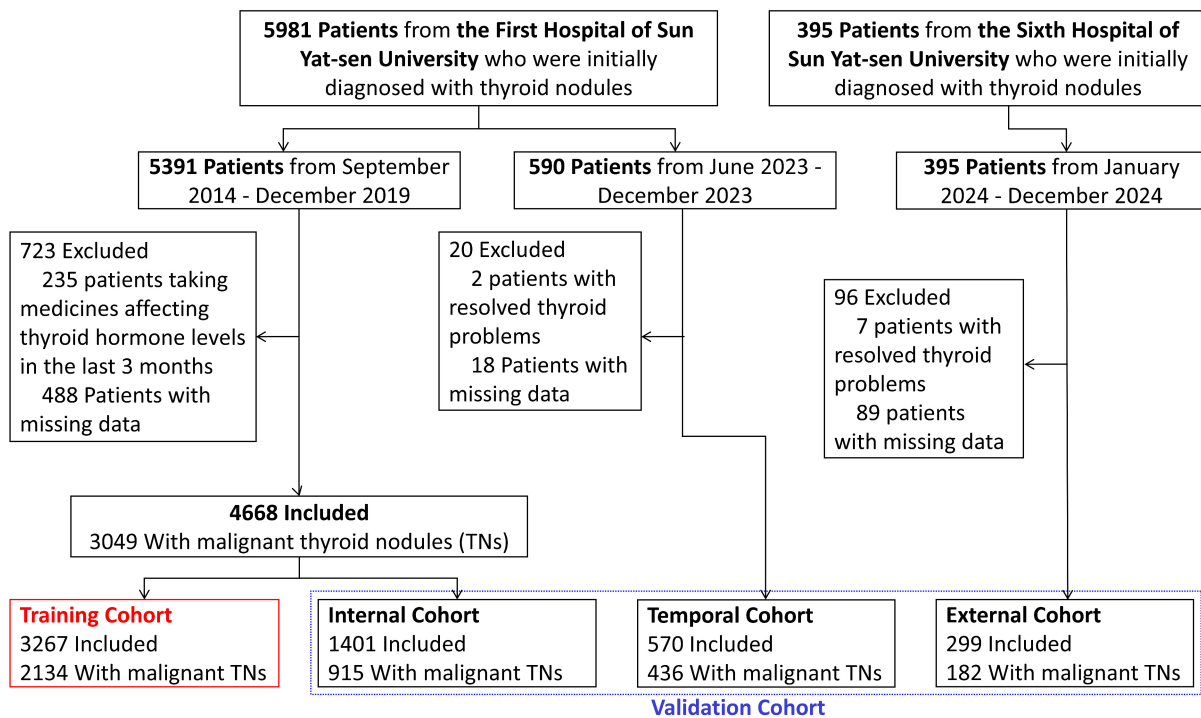 5981 Patients from the First Hospital of Sun
Yat-sen University who were initially
diagnosed with thyroid nodules
395 Patients from the Sixth Hospital of
Sun Yat-sen University who were initially
diagnosed with thyroid nodules
5391 Patients from September
2014 - December 2019
590 Patients from June 2023 -
December 2023
395 Patients from January
2024 - December 2024
723 Excluded
235 patients taking
medicines affecting
thyroid hormone levels
in the last 3 months
488 Patients with
missing data
20 Excluded
2 patients with
resolved thyroid
problems
18 Patients with
missing data
96 Excluded
7 patients with
resolved thyroid
problems
89 patients
with missing data
4668 Included
3049 With malignant thyroid nodules (TNs)
Training Cohort
3267 Included
2134 With malignant TNs
Internal Cohort
1401 Included
915 With malignant TNs
Temporal Cohort
570 Included
436 With malignant TNs
External Cohort
299 Included
182 With malignant TNs
Validation Cohort